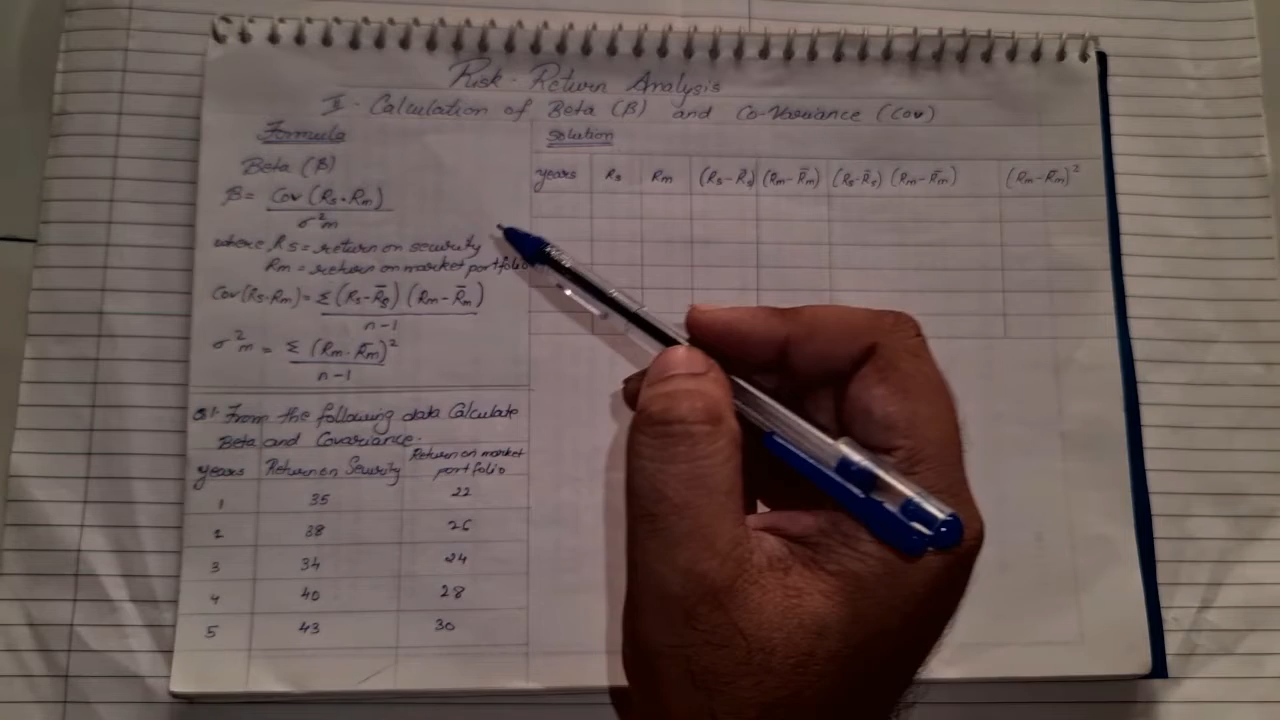 Risk-Return Analysis
II. Calculation of Beta (β) and Co-Variance (Cov)
Formula
Beta (β)
β = Cov (Rs.Rm)
σ²m
where, Rs = return on security
Rm = return on market portfolio
Cov(Rs.Rm) = Σ (Rs-R̄s) (Rm-R̄m)
n-1
σ²m = Σ (Rm-R̄m)²
n-1
Q1. From the following data Calculate
Beta and Covariance.
years Return on Security Return on market portfolio
1 35 22
2 38 26
3 34 24
4 40 28
5 43 30
Solution
years Rs Rm (Rs-R̄s) (Rm-R̄m) (Rs-R̄s) (Rm-R̄m) (Rm-R̄m)²